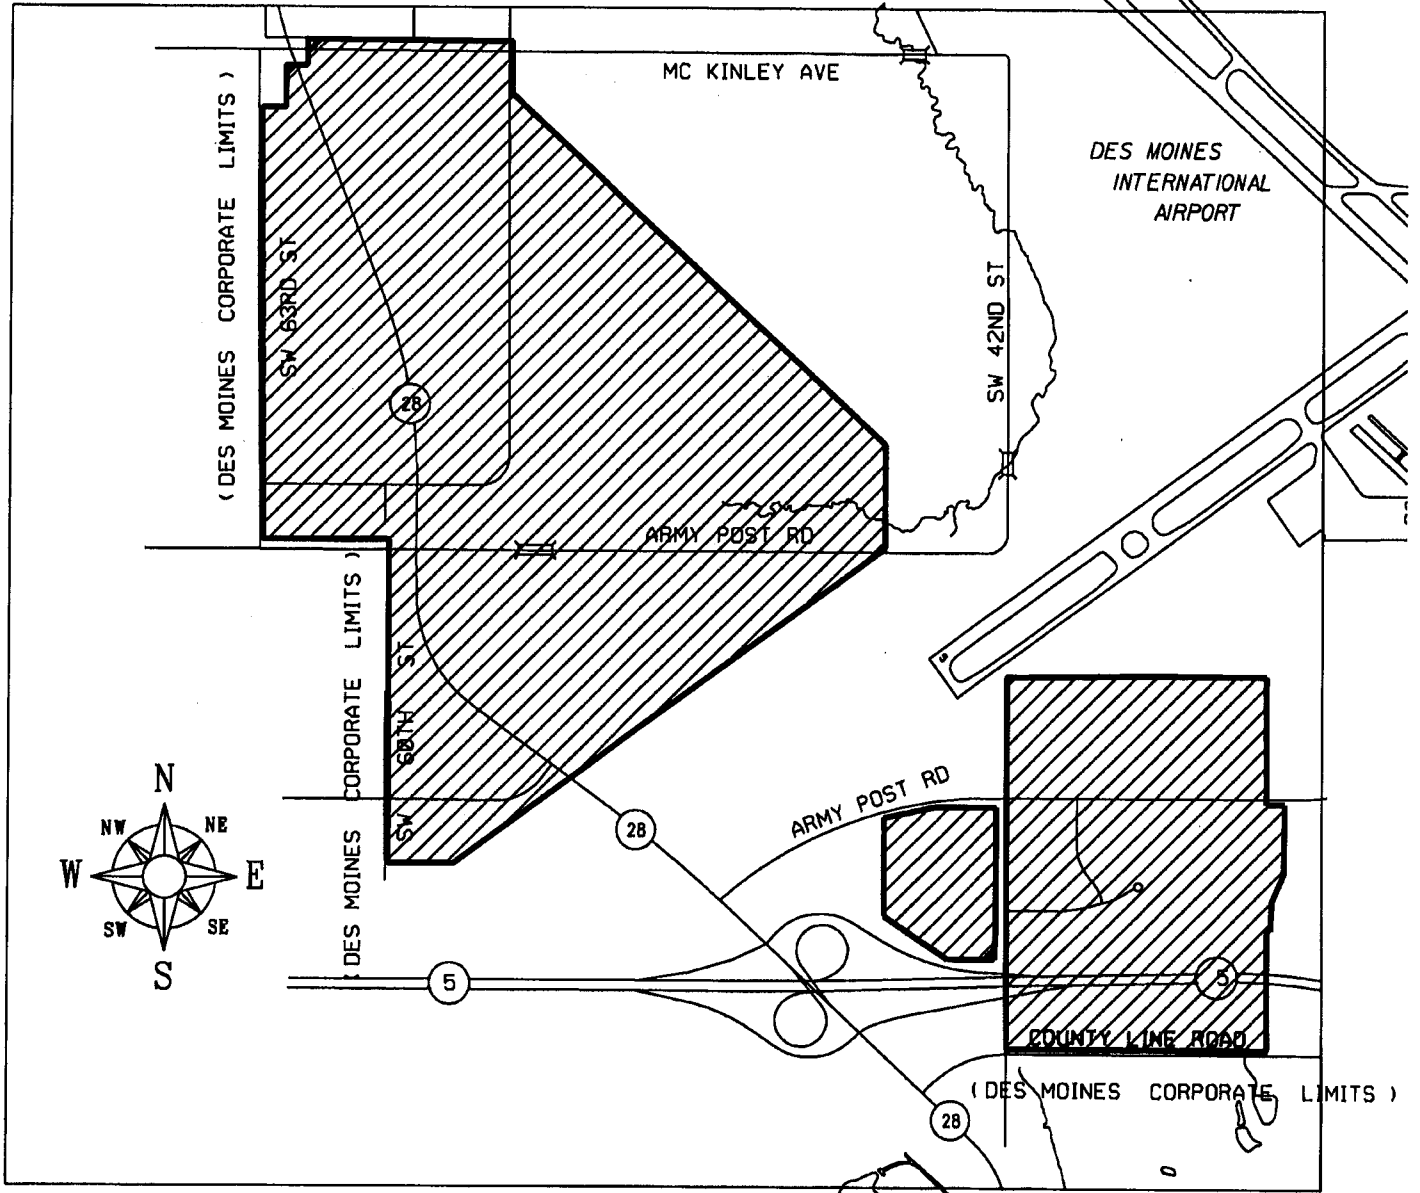 MC KINLEY AVE
DES MOINES
INTERNATIONAL
AIRPORT
( DES MOINES CORPORATE LIMITS )
SW 63RD ST
SW 42ND ST
28
ARMY POST RD
( DES MOINES CORPORATE LIMITS )
SW 60TH ST
ARMY POST RD
28
N
NW
NE
W
E
SW
SE
S
5
5
COUNTY LINE ROAD
( DES MOINES CORPORATE LIMITS )
28